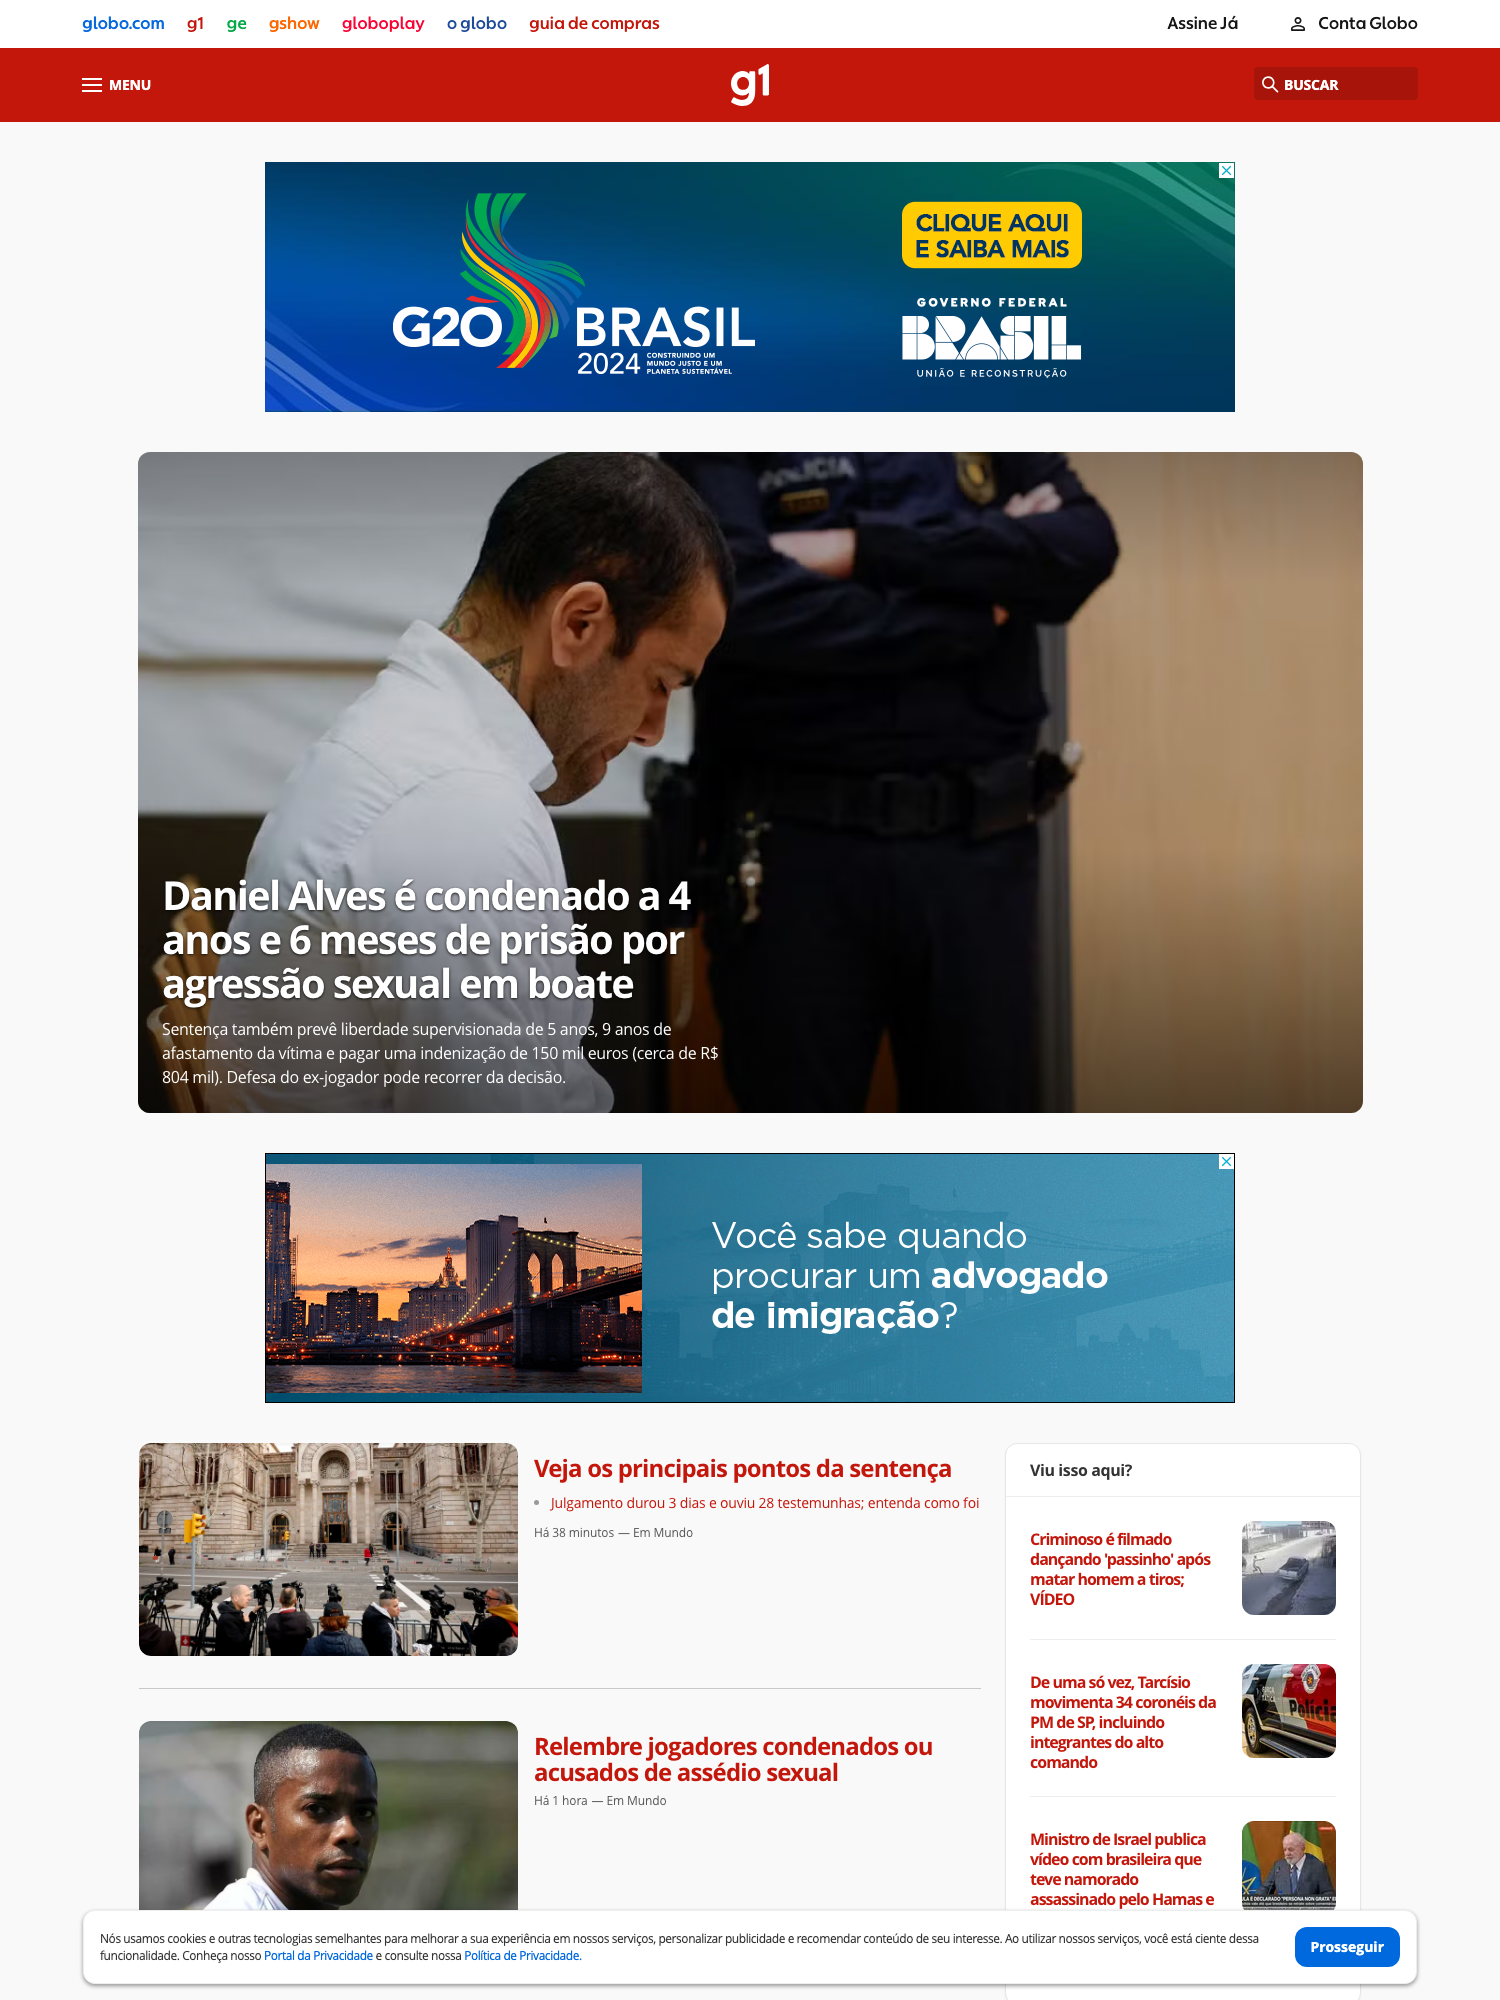 globo.com g1 ge gshow globoplay o globo guia de compras Assine Já Conta Globo
MENU g1 BUSCAR
CLIQUE AQUI
E SAIBA MAIS
G20 BRASIL
2024 CONSTRUINDO UM
MUNDO JUSTO E UM
PLANETA SUSTENTÁVEL
GOVERNO FEDERAL
BRASIL
UNIÃO E RECONSTRUÇÃO
POLICIA
Daniel Alves é condenado a 4
anos e 6 meses de prisão por
agressão sexual em boate
Sentença também prevê liberdade supervisionada de 5 anos, 9 anos de
afastamento da vítima e pagar uma indenização de 150 mil euros (cerca de R$
804 mil). Defesa do ex-jogador pode recorrer da decisão.
Você sabe quando
procurar um advogado
de imigração?
Veja os principais pontos da sentença
Julgamento durou 3 dias e ouviu 28 testemunhas; entenda como foi
Há 38 minutos — Em Mundo
Relembre jogadores condenados ou
acusados de assédio sexual
Há 1 hora — Em Mundo
Viu isso aqui?
Criminoso é filmado
dançando 'passinho' após
matar homem a tiros;
VÍDEO
De uma só vez, Tarcísio
movimenta 34 coronéis da
PM de SP, incluindo
integrantes do alto
comando
Polícia
Ministro de Israel publica
vídeo com brasileira que
teve namorado
assassinado pelo Hamas e
ULA É DECLARADO "PERSONA NON GRATA"
Nós usamos cookies e outras tecnologias semelhantes para melhorar a sua experiência em nossos serviços, personalizar publicidade e recomendar conteúdo de seu interesse. Ao utilizar nossos serviços, você está ciente dessa
funcionalidade. Conheça nosso Portal da Privacidade e consulte nossa Política de Privacidade.
Prosseguir